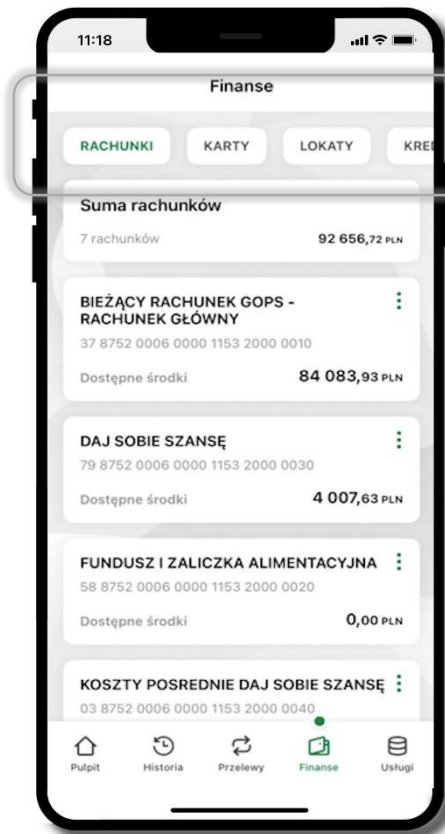 11:18
Finanse
RACHUNKI KARTY LOKATY KRED
Suma rachunków
7 rachunków 92 656,72 PLN
BIEŻĄCY RACHUNEK GOPS -
RACHUNEK GŁÓWNY
37 8752 0006 0000 1153 2000 0010
Dostępne środki 84 083,93 PLN
DAJ SOBIE SZANSĘ
79 8752 0006 0000 1153 2000 0030
Dostępne środki 4 007,63 PLN
FUNDUSZ I ZALICZKA ALIMENTACYJNA
58 8752 0006 0000 1153 2000 0020
Dostępne środki 0,00 PLN
KOSZTY POSREDNIE DAJ SOBIE SZANSĘ
03 8752 0006 0000 1153 2000 0040
Pulpit Historia Przelewy Finanse Usługi